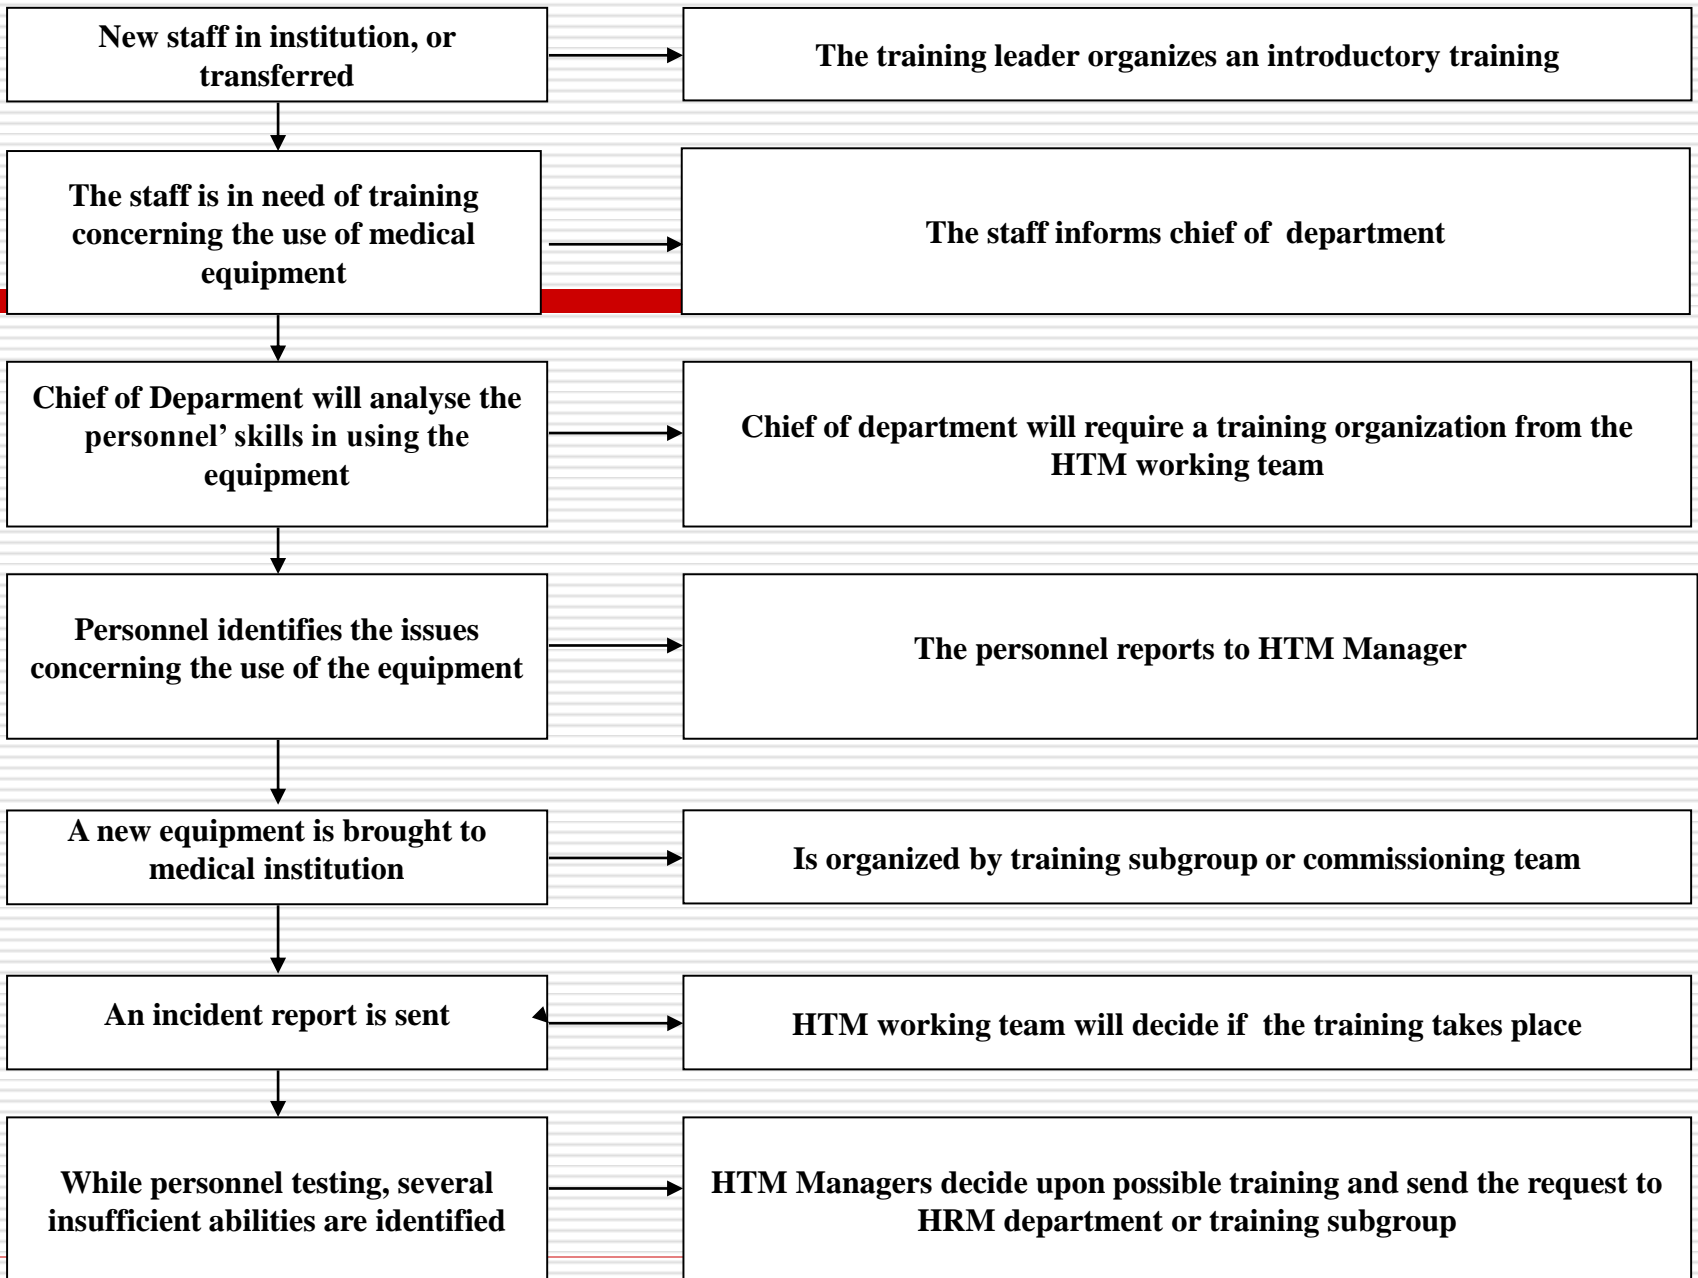 New staff in institution, or
transferred
The training leader organizes an introductory training
The staff is in need of training
concerning the use of medical
equipment
The staff informs chief of  department
Chief of Deparment will analyse the
personnel’ skills in using the
equipment
Chief of department will require a training organization from the
HTM working team
Personnel identifies the issues
concerning the use of the equipment
The personnel reports to HTM Manager
A new equipment is brought to
medical institution
Is organized by training subgroup or commissioning team
An incident report is sent
HTM working team will decide if  the training takes place
While personnel testing, several
insufficient abilities are identified
HTM Managers decide upon possible training and send the request to
HRM department or training subgroup